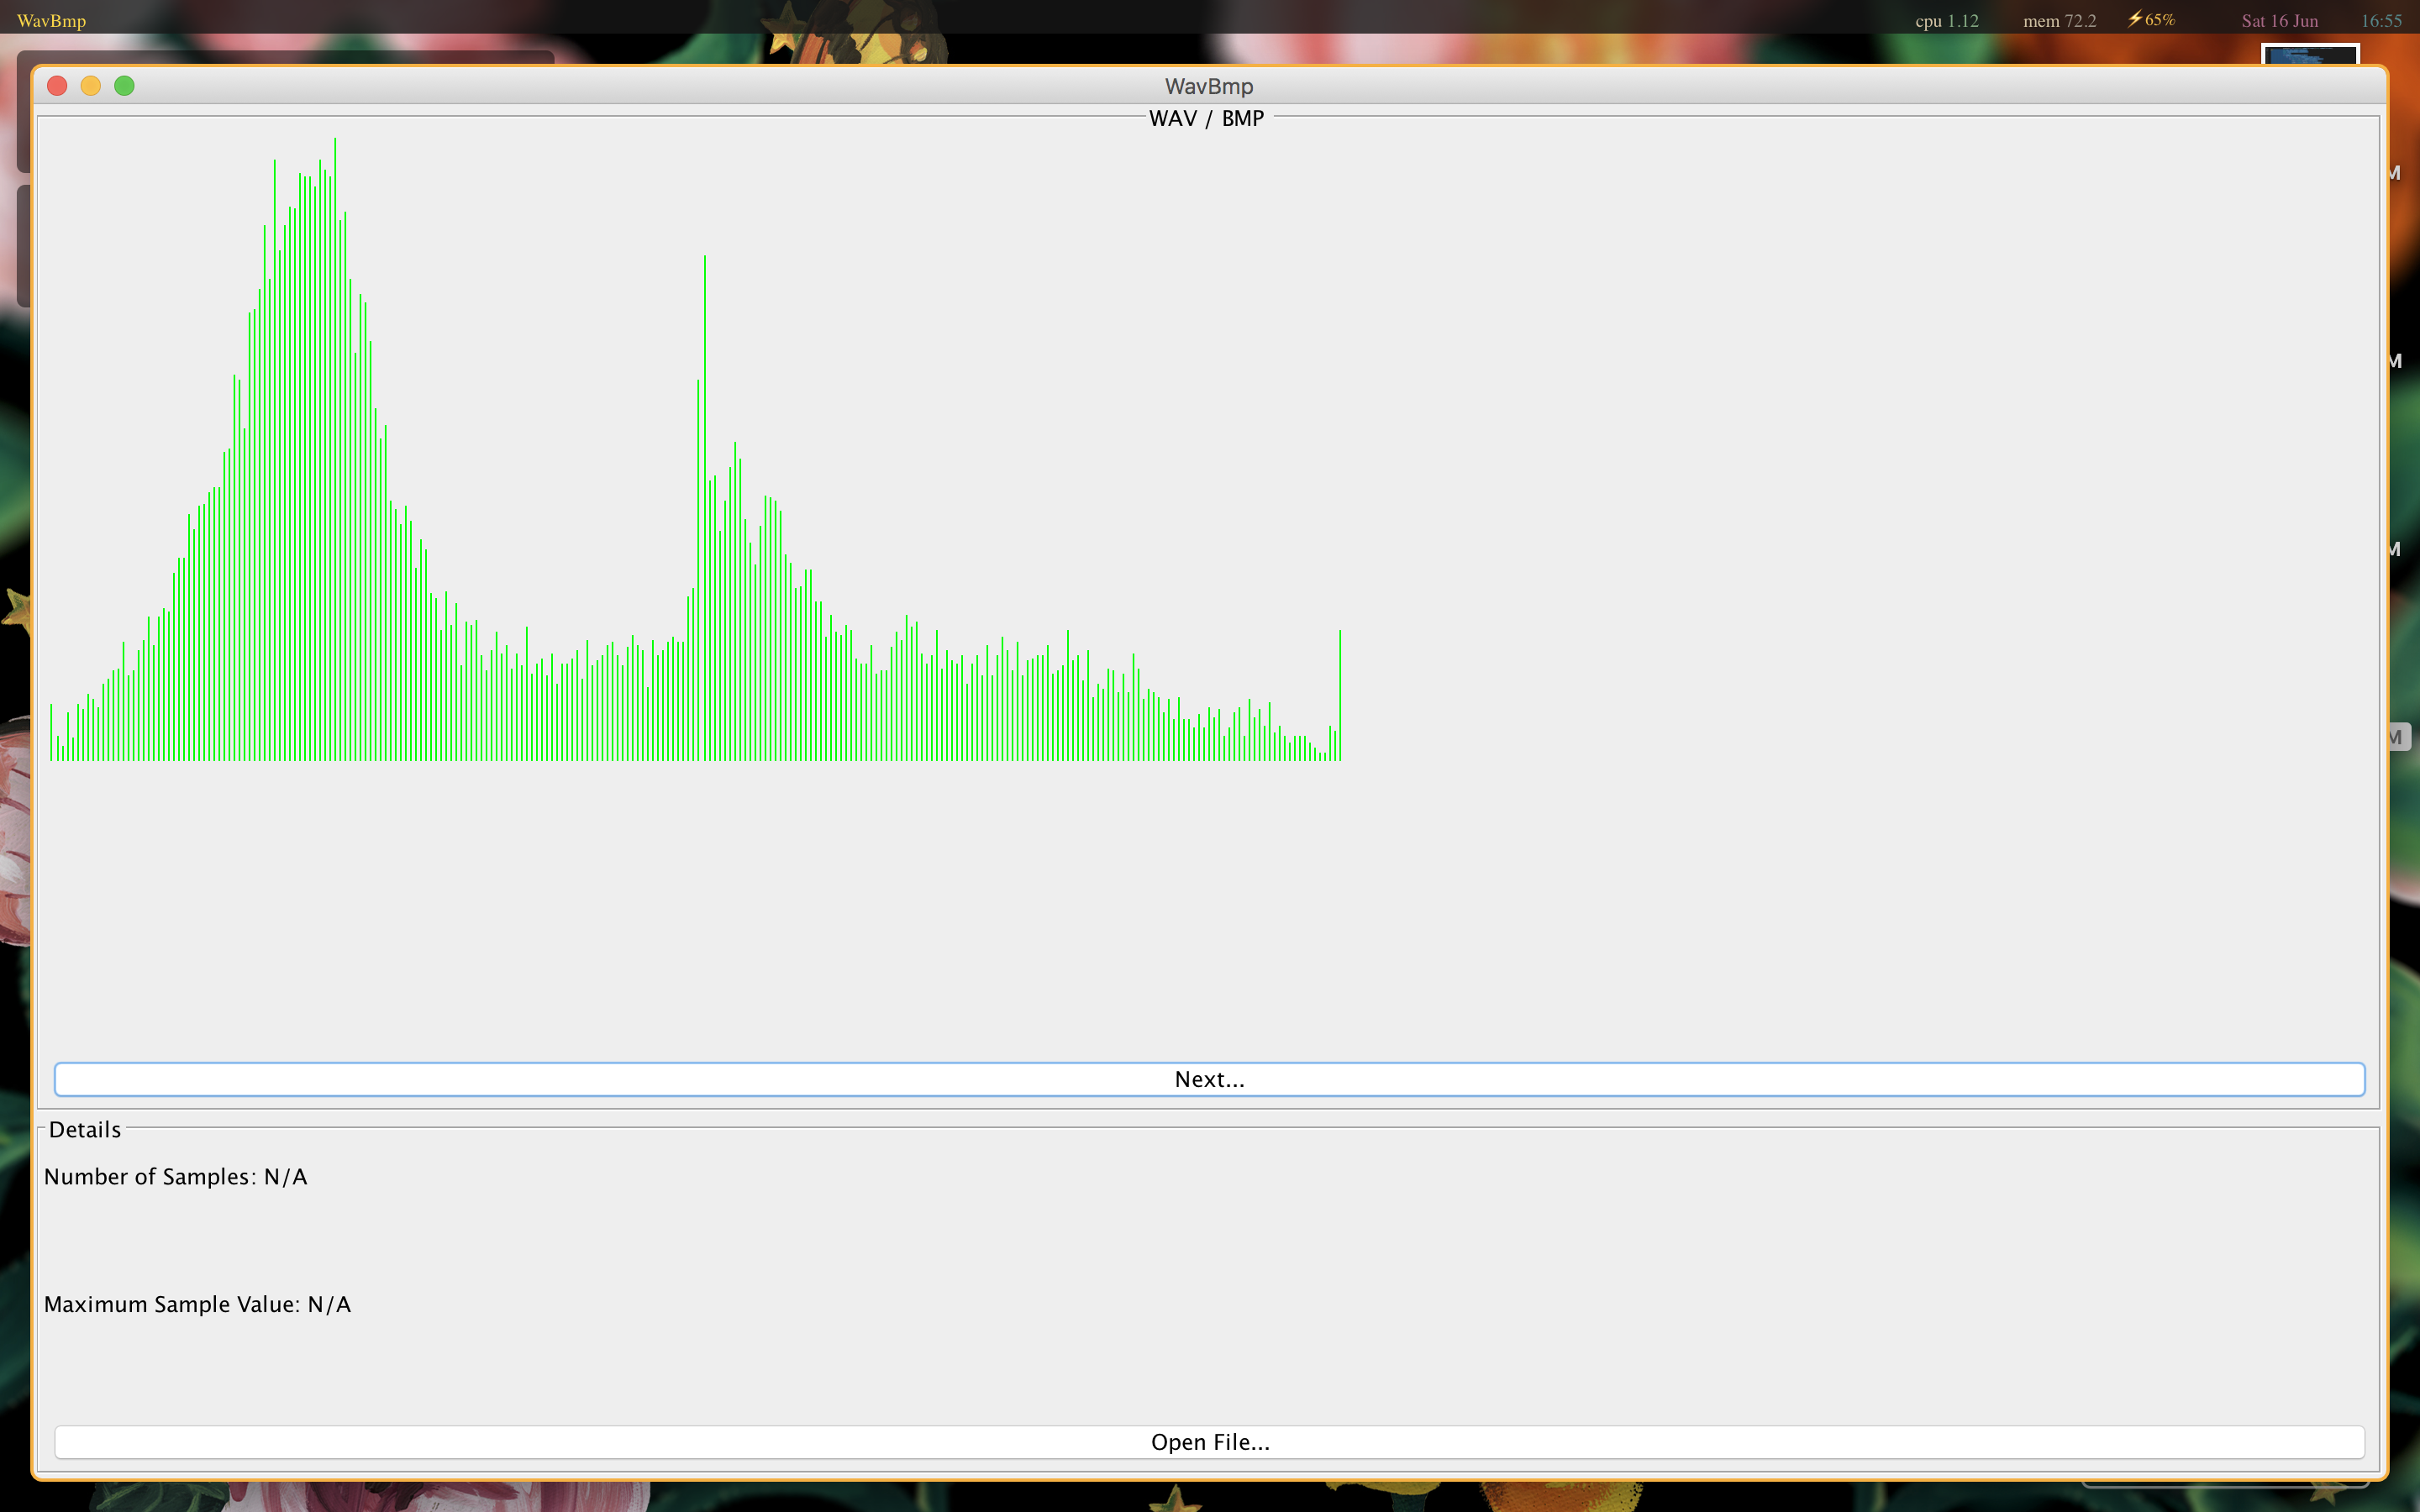 WavBmp
cpu 1.12 mem 72.2 ⚡65% Sat 16 Jun 16:55
WavBmp
WAV / BMP
M
M
M
M
Next...
Details
Number of Samples: N/A
Maximum Sample Value: N/A
Open File...